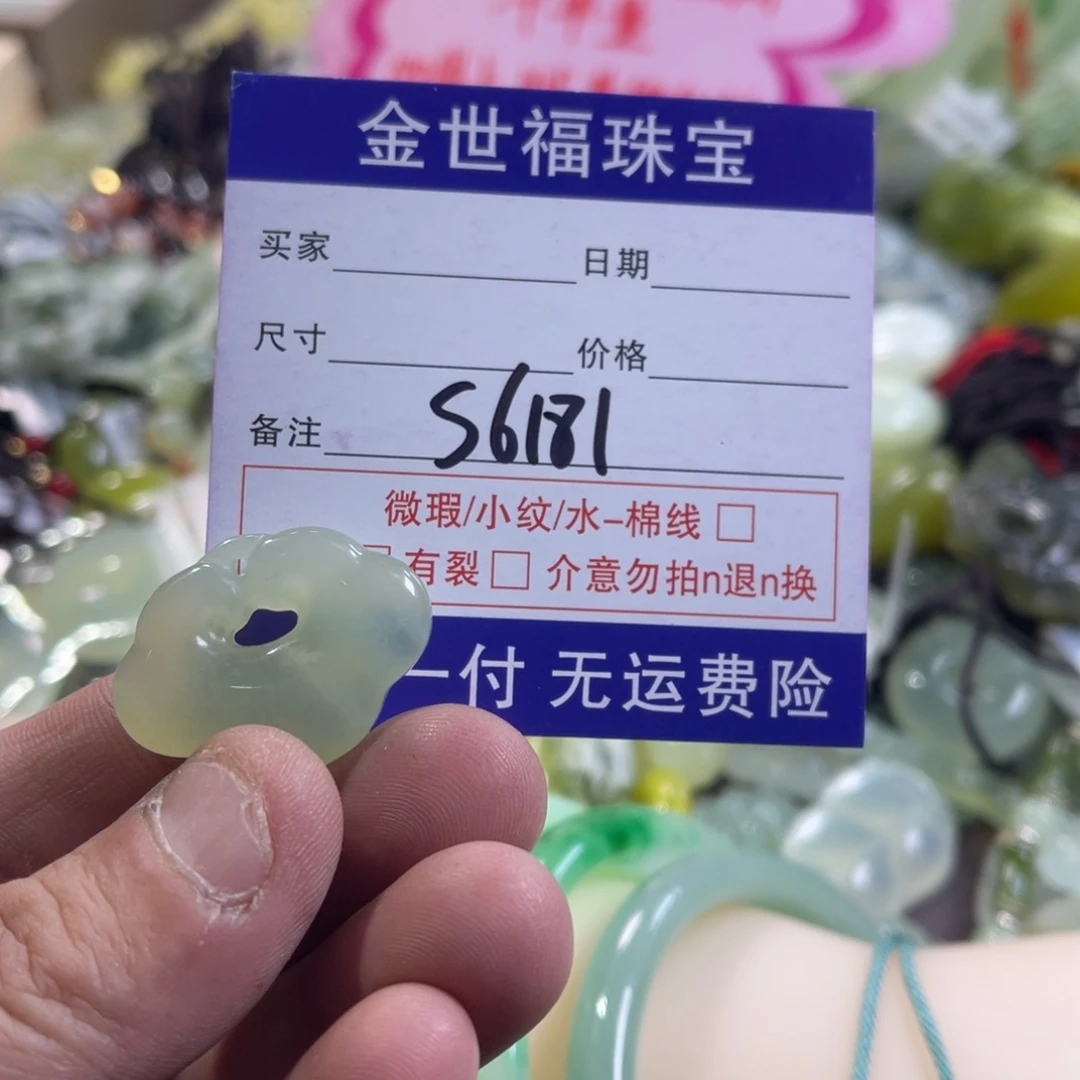 金世福珠宝
买家 日期
尺寸 价格
备注 S6181
微瑕/小纹/水-棉线 □
有裂 □ 介意勿拍n退n换
一付 无运费险